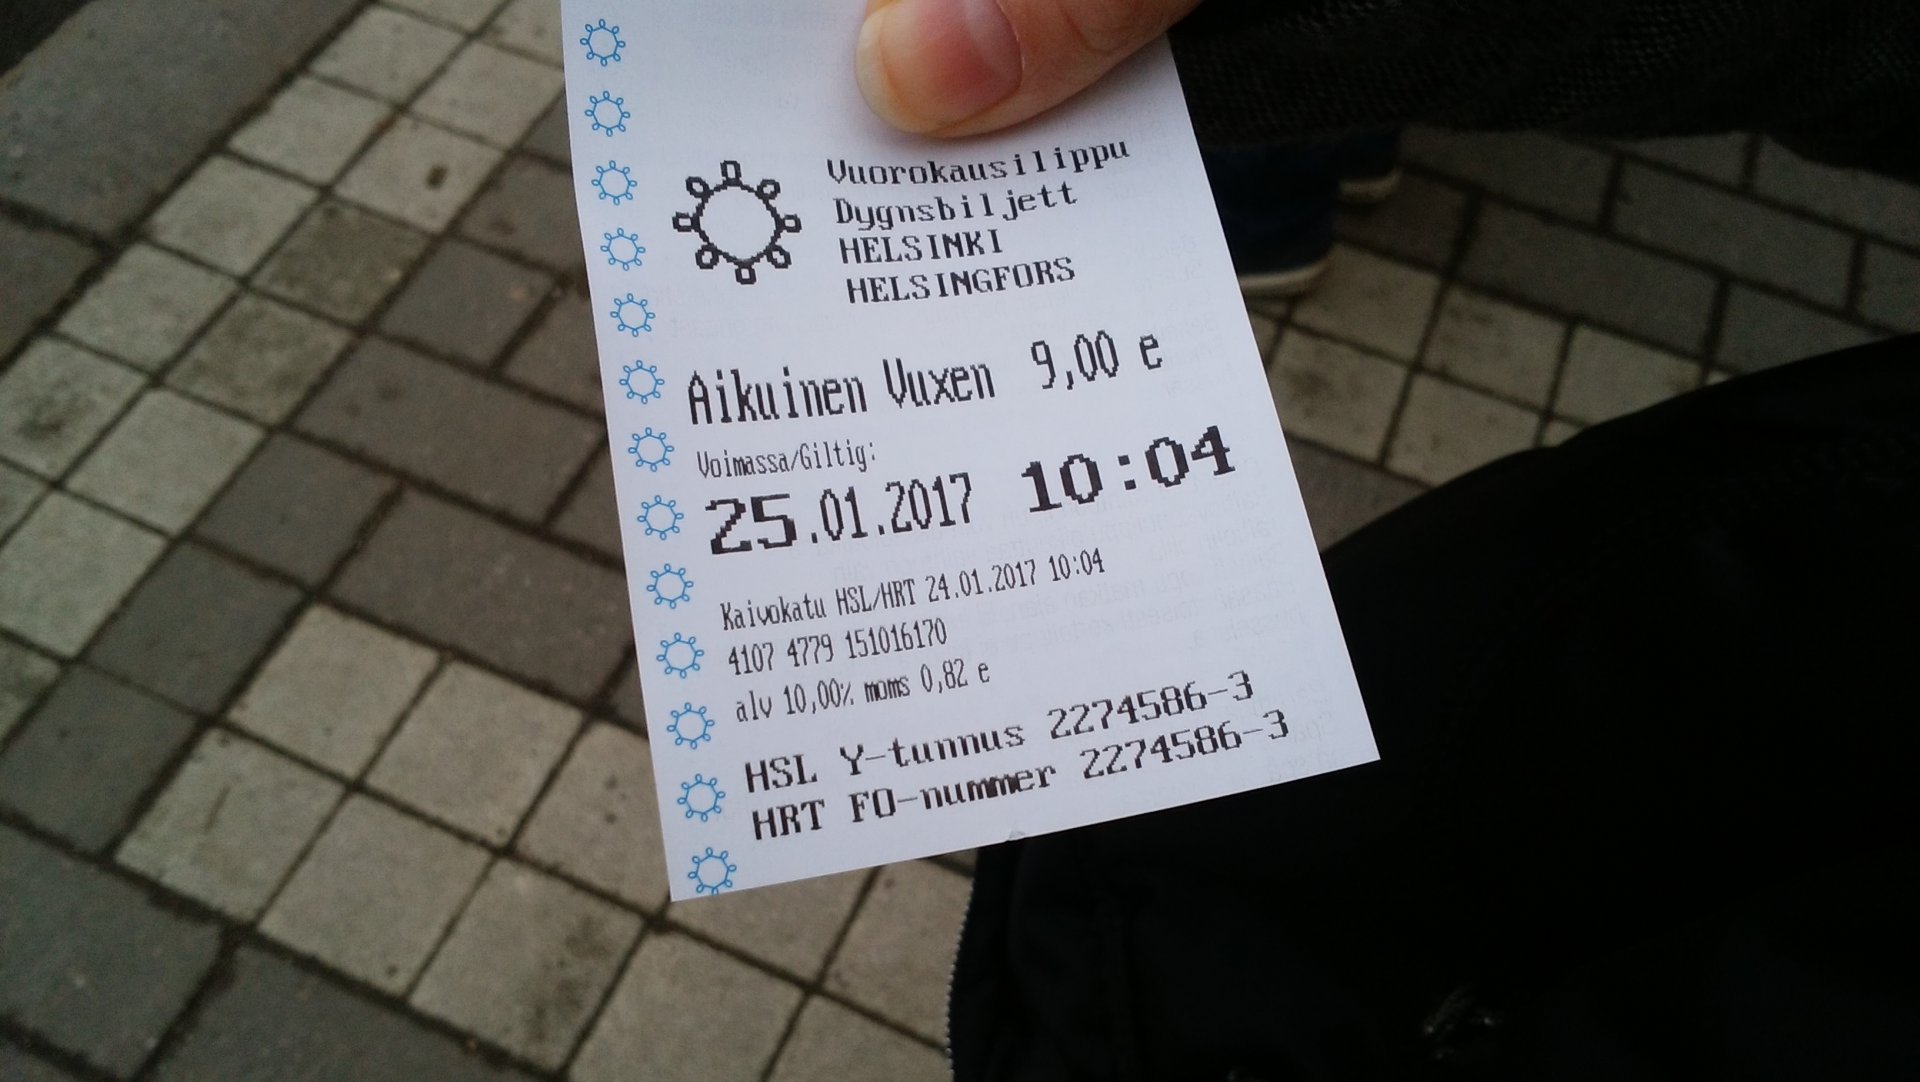 Vuorokausilippu
Dygnsbiljett
HELSINKI
HELSINGFORS
Aikuinen Vuxen 9,00 e
Voimassa/Giltig:
25.01.2017 10:04
Kaivokatu HSL/HRT 24.01.2017 10:04
4107 4779 151016170
alv 10,00% moms 0,82 e
HSL Y-tunnus 2274586-3
HRT FO-nummer 2274586-3